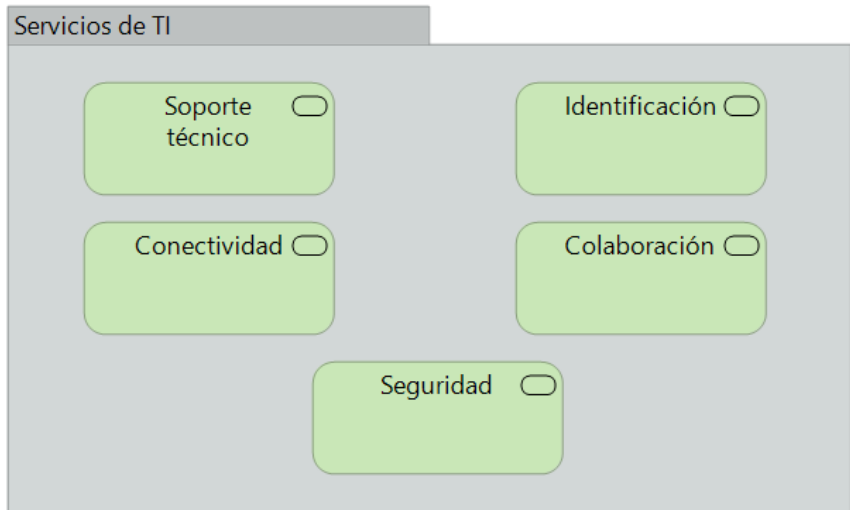 Servicios de TI
Soporte
técnico
Identificación
Conectividad
Colaboración
Seguridad